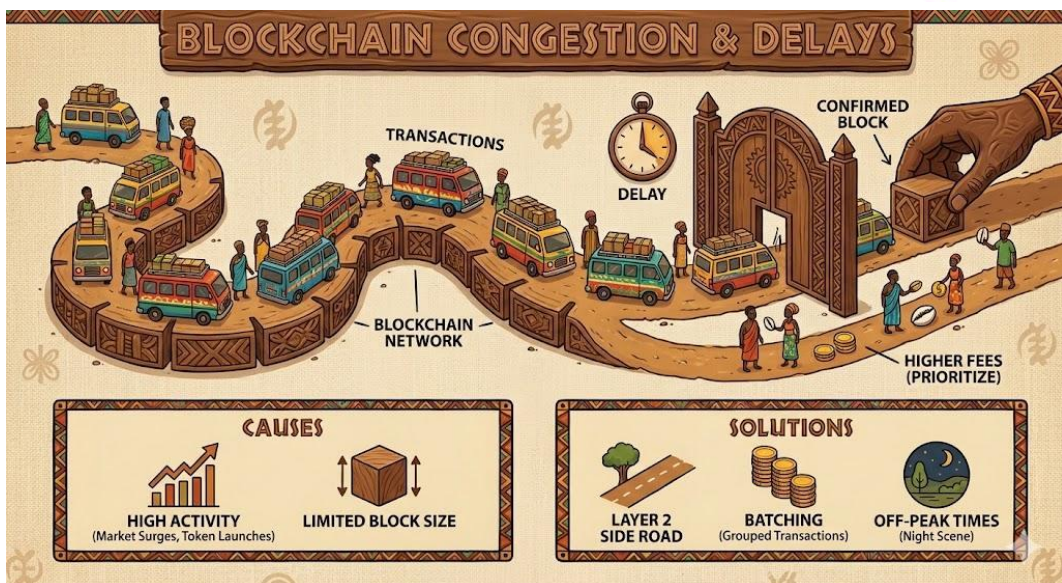 BLOCKCHAIN CONGESTION & DELAYS
TRANSACTIONS
DELAY
CONFIRMED
BLOCK
BLOCKCHAIN
NETWORK
HIGHER FEES
(PRIORITIZE)
CAUSES
HIGH ACTIVITY
(Market Surges, Token Launches)
LIMITED BLOCK SIZE
SOLUTIONS
LAYER 2
SIDE ROAD
BATCHING
(Grouped Transactions)
OFF-PEAK TIMES
(Night Scene)